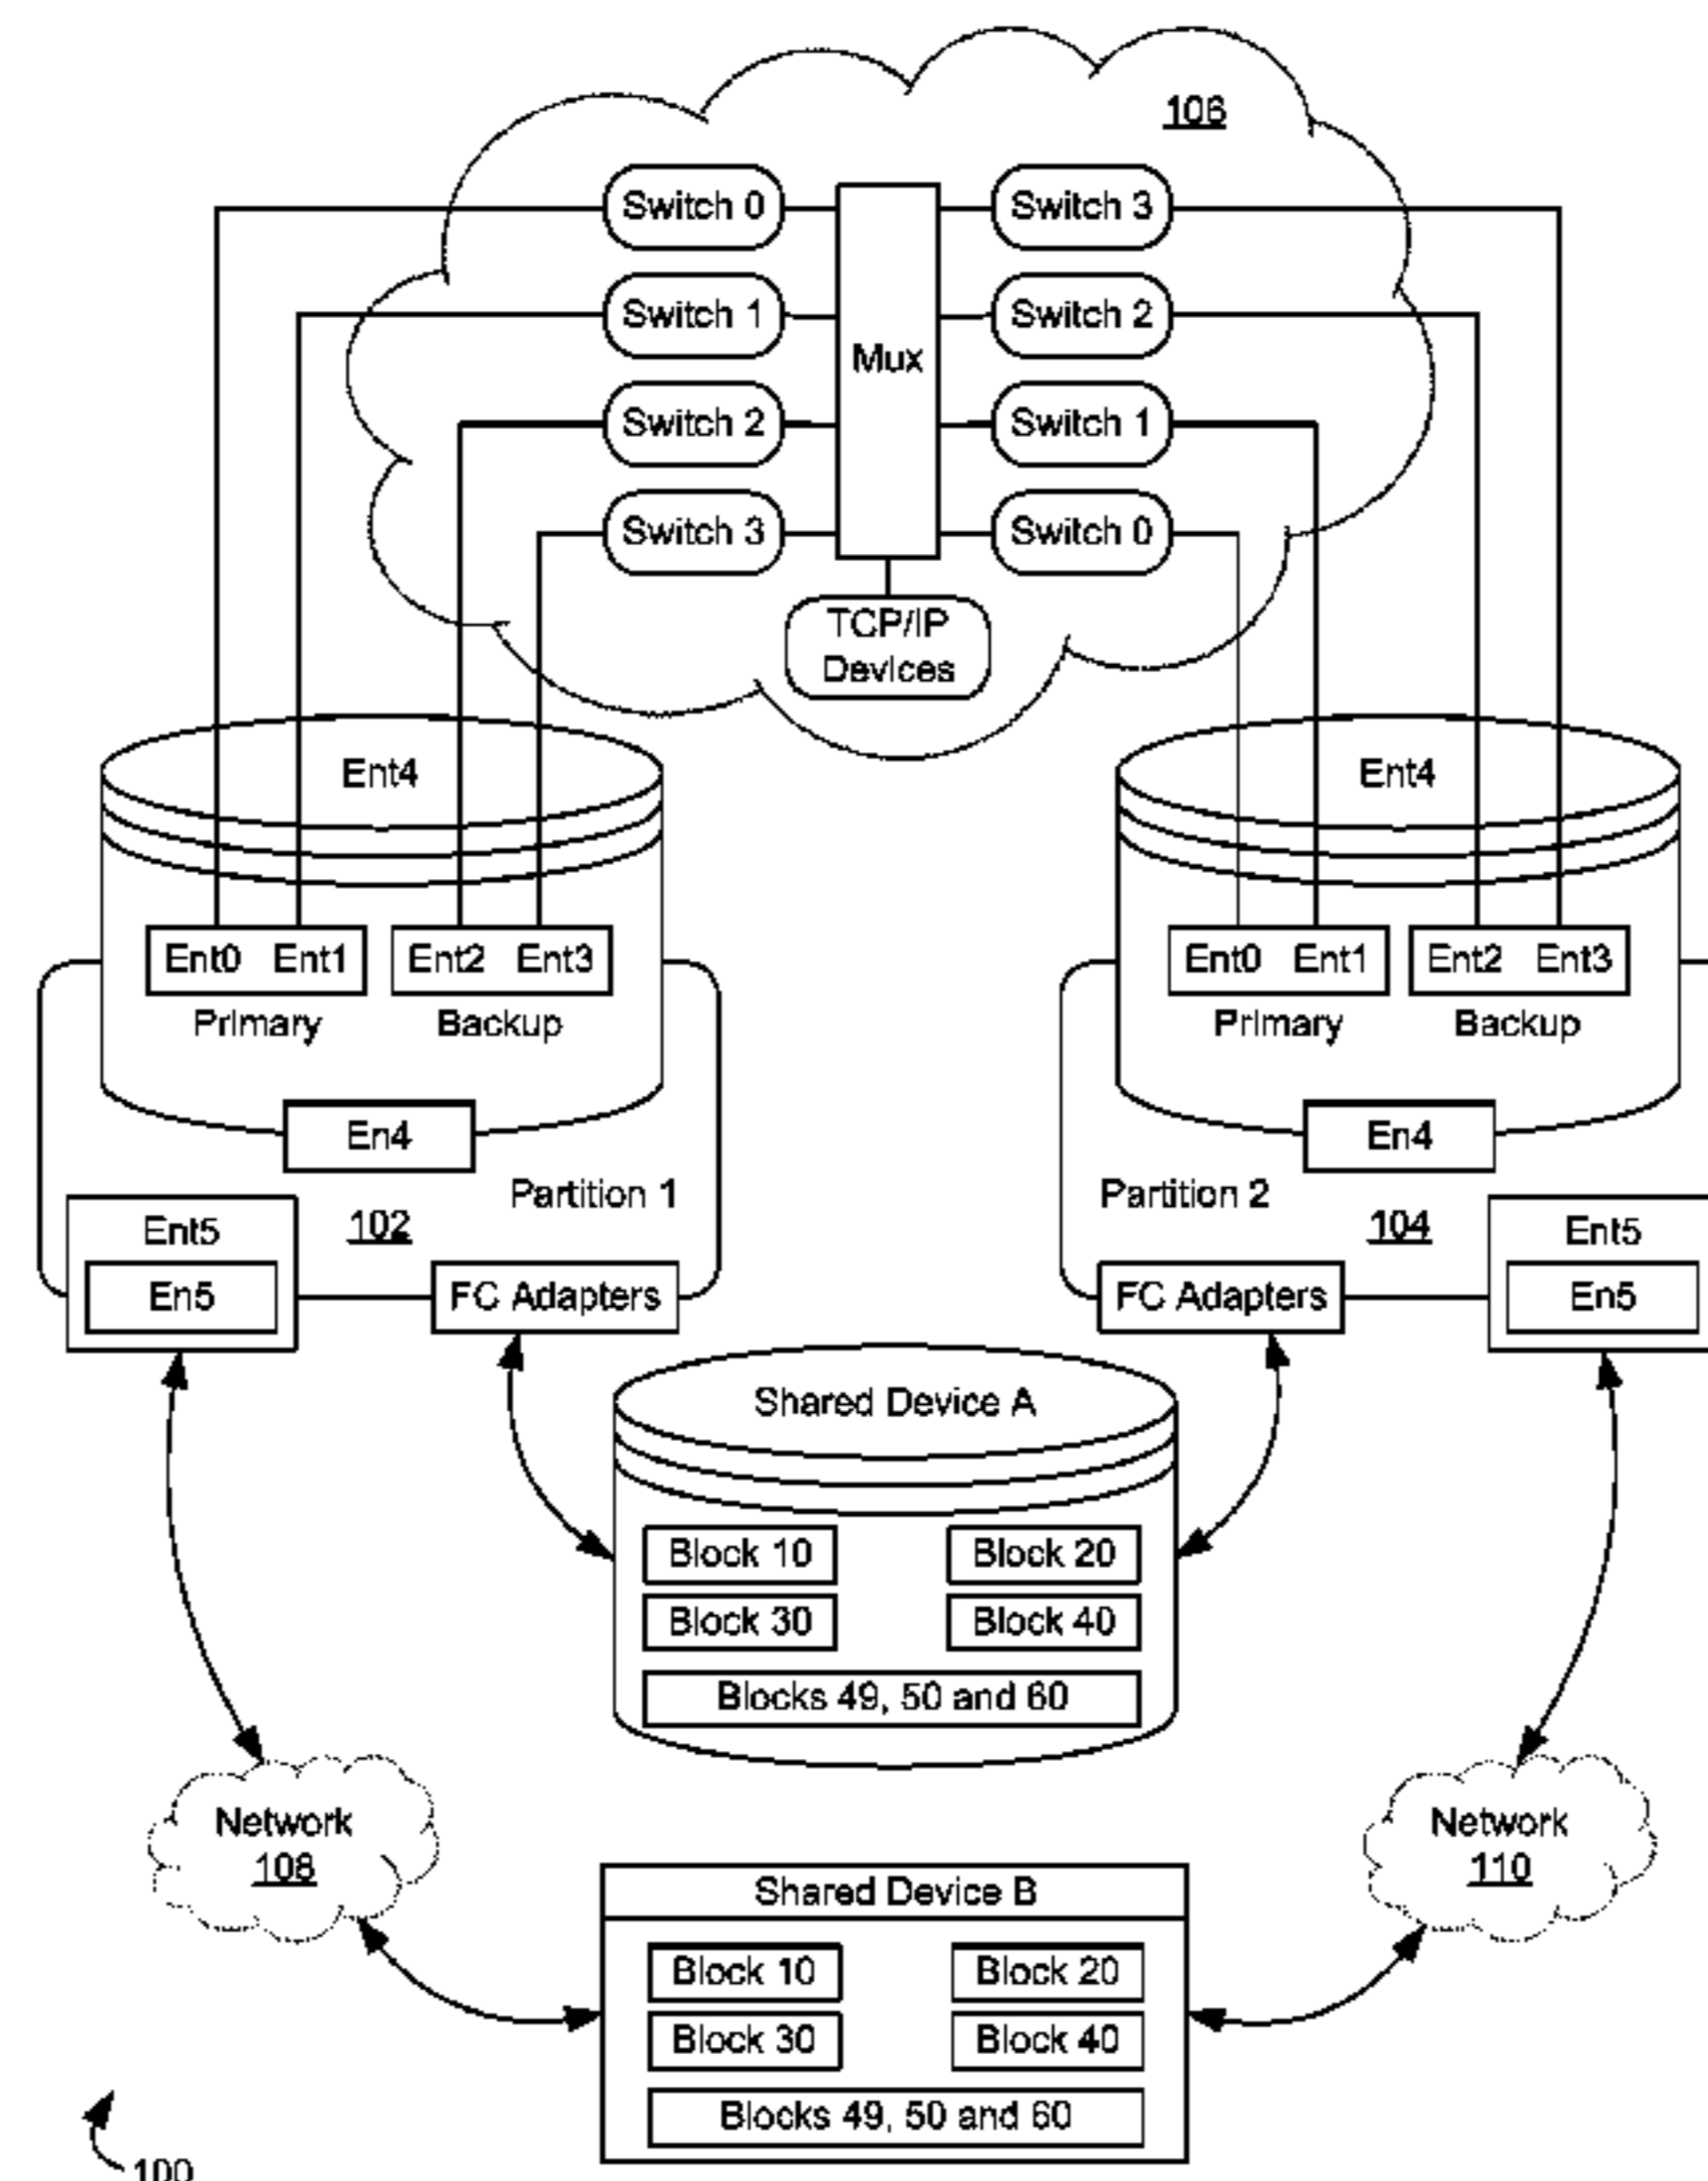 106
Switch 0
Switch 3
Switch 1
Switch 2
Mux
Switch 2
Switch 1
Switch 3
Switch 0
TCP/IP
Devices
Ent4
Ent4
Ent0 Ent1
Ent2 Ent3
Ent0 Ent1
Ent2 Ent3
Primary
Backup
Primary
Backup
En4
En4
Partition 1
Partition 2
Ent5
102
104
Ent5
En5
FC Adapters
FC Adapters
En5
Shared Device A
Block 10
Block 20
Block 30
Block 40
Blocks 49, 50 and 60
Network
108
Network
110
Shared Device B
Block 10
Block 20
Block 30
Block 40
Blocks 49, 50 and 60
100